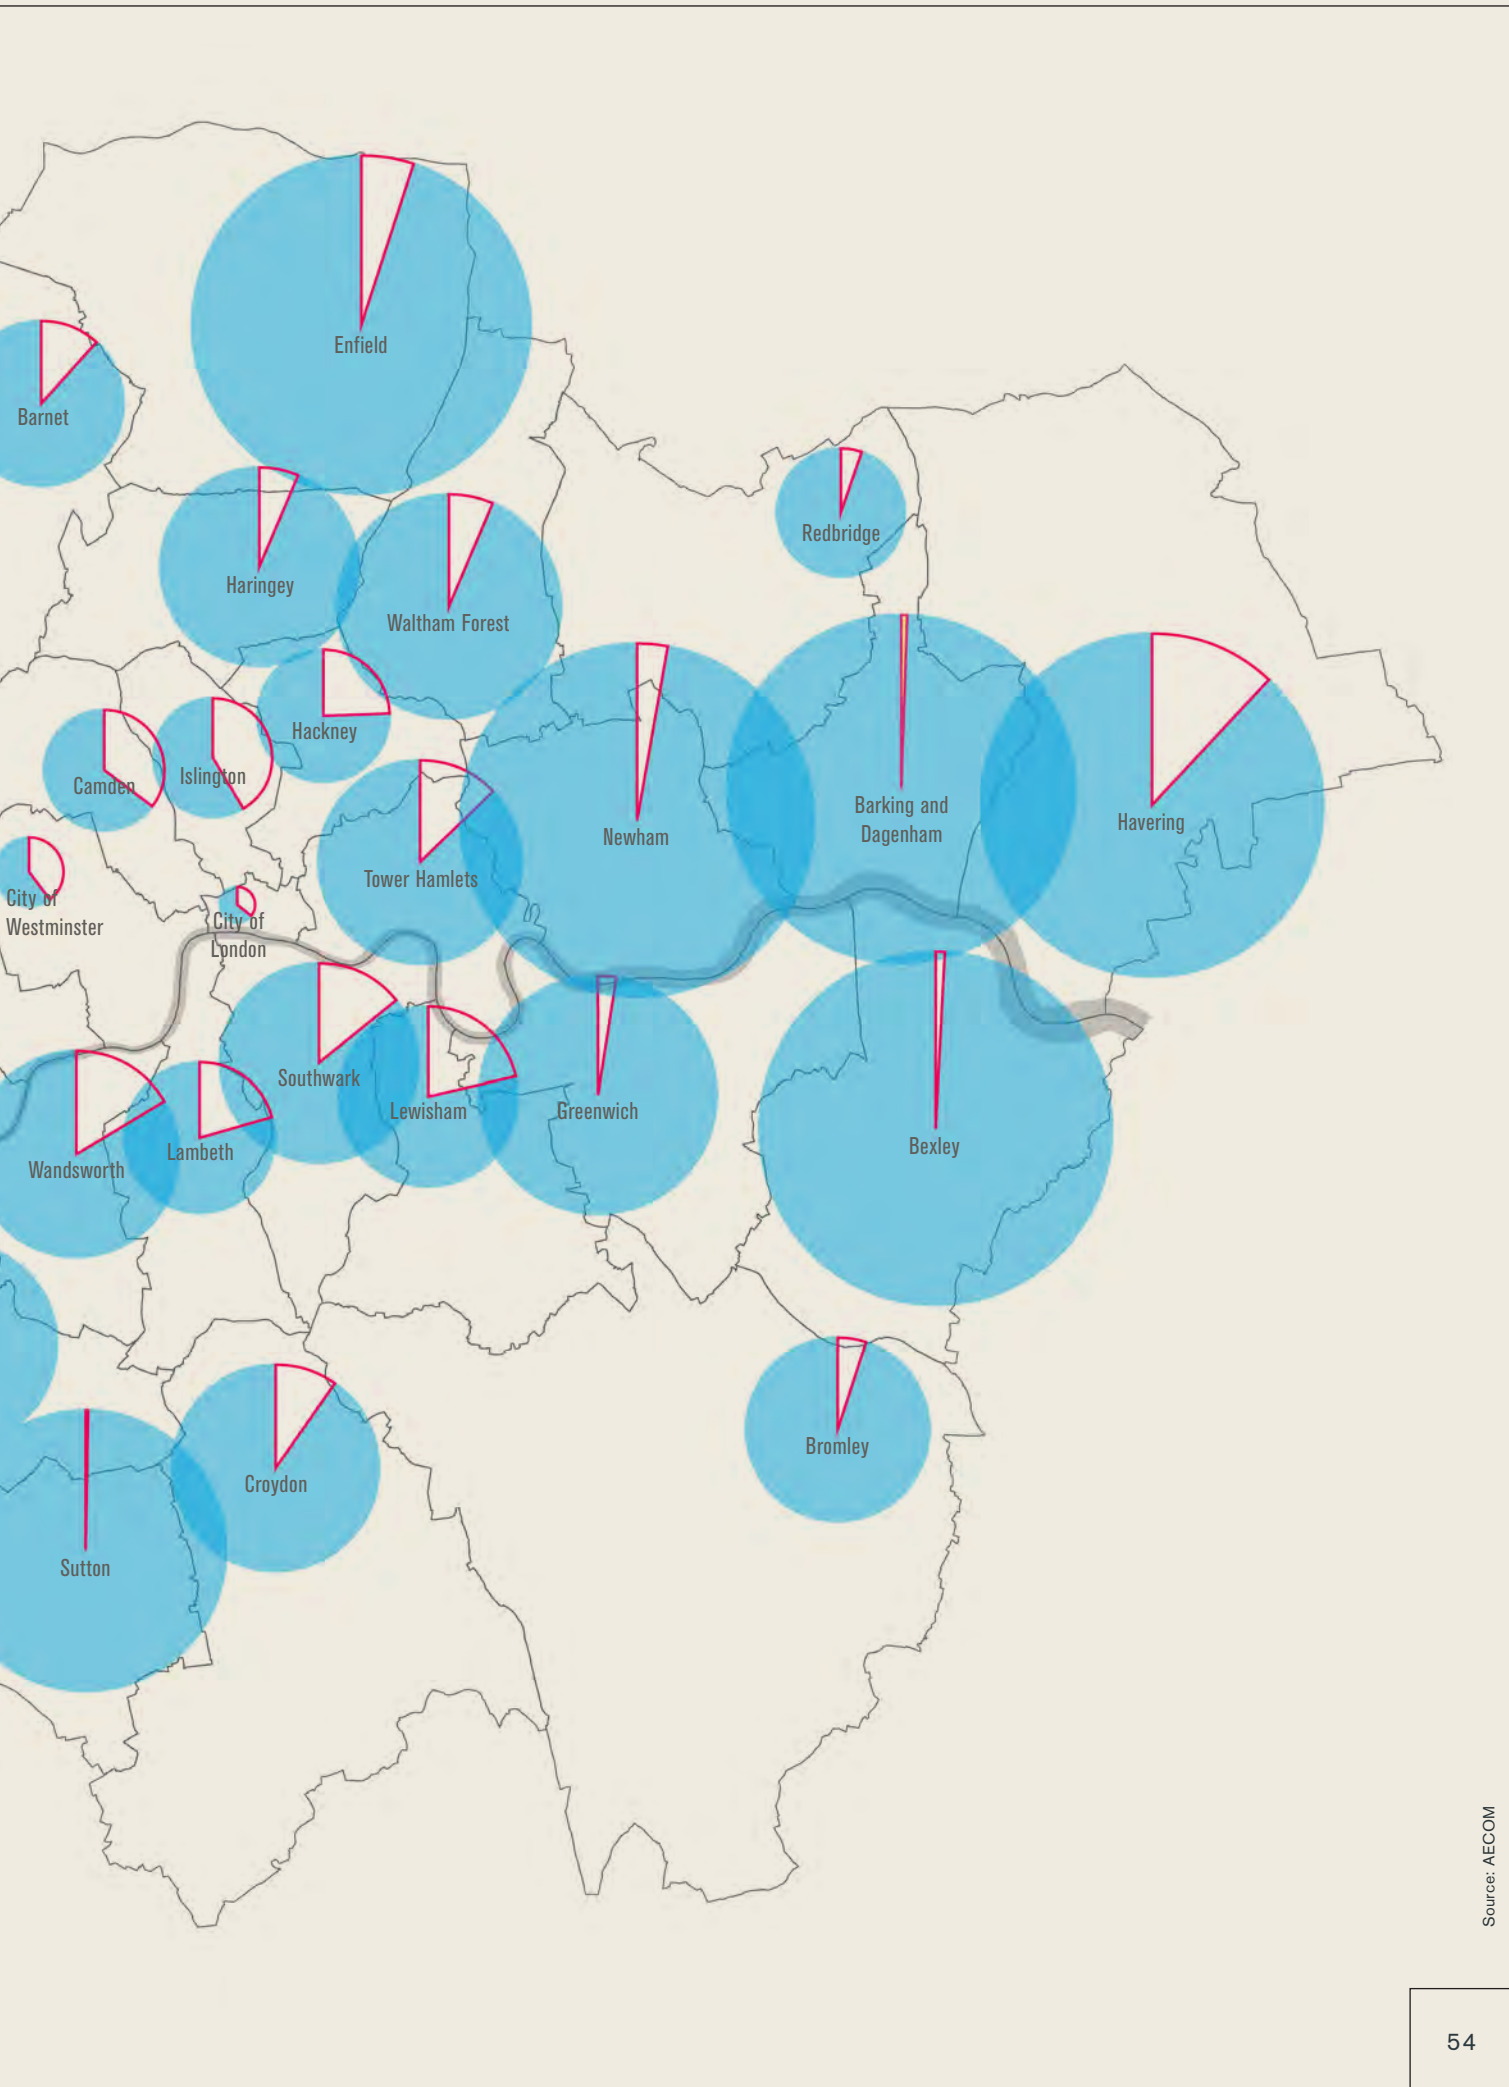 Enfield
Barnet
Redbridge
Haringey
Waltham Forest
Hackney
Camden
Islington
Newham
Barking and
Dagenham
Havering
Tower Hamlets
City of
Westminster
City of
London
Southwark
Lewisham
Greenwich
Bexley
Lambeth
Wandsworth
Bromley
Croydon
Sutton
Source: AECOM
54